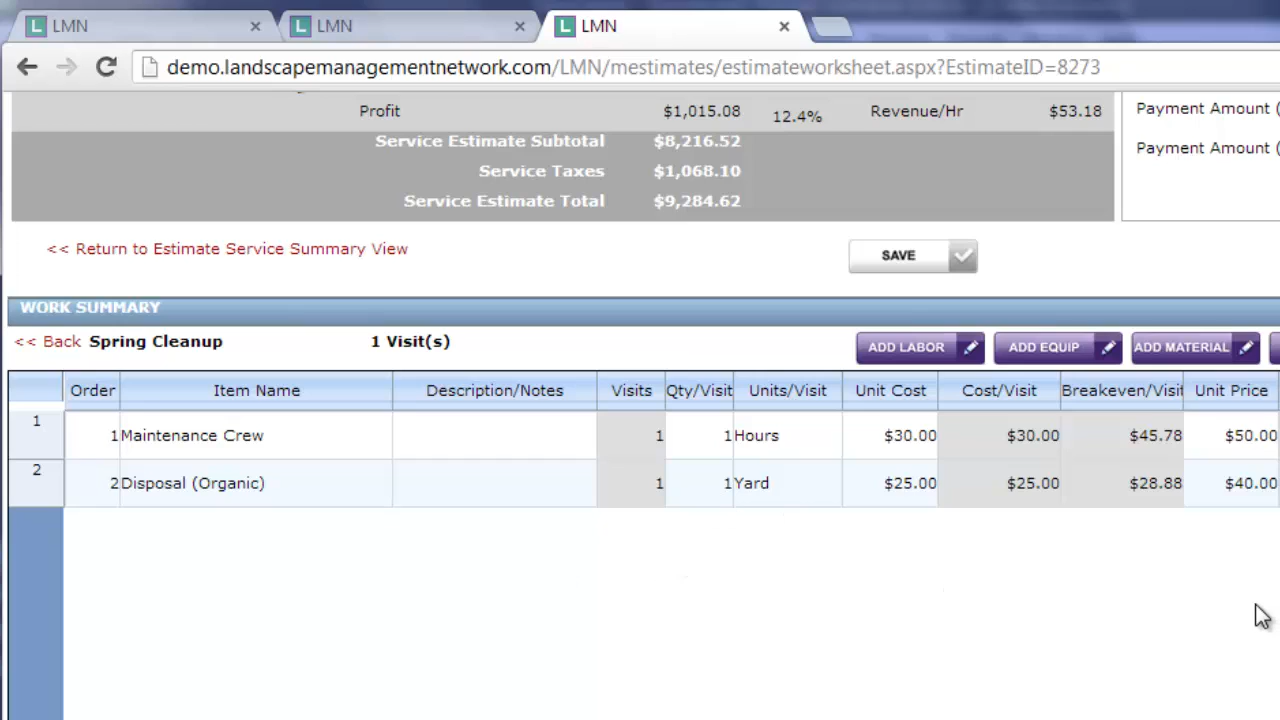 LMN LMN LMN
demo.landscapemanagementnetwork.com/LMN/mestimates/estimateworksheet.aspx?EstimateID=8273
Profit $1,015.08 12.4% Revenue/Hr $53.18 Payment Amount (
Service Estimate Subtotal $8,216.52
Payment Amount (
Service Taxes $1,068.10
Service Estimate Total $9,284.62
<< Return to Estimate Service Summary View SAVE
WORK SUMMARY
<< Back Spring Cleanup 1 Visit(s) ADD LABOR ADD EQUIP ADD MATERIAL
Order Item Name Description/Notes Visits Qty/Visit Units/Visit Unit Cost Cost/Visit Breakeven/Visit Unit Price
1 1 Maintenance Crew 1 1 Hours $30.00 $30.00 $45.78 $50.00
2 2 Disposal (Organic) 1 1 Yard $25.00 $25.00 $28.88 $40.00